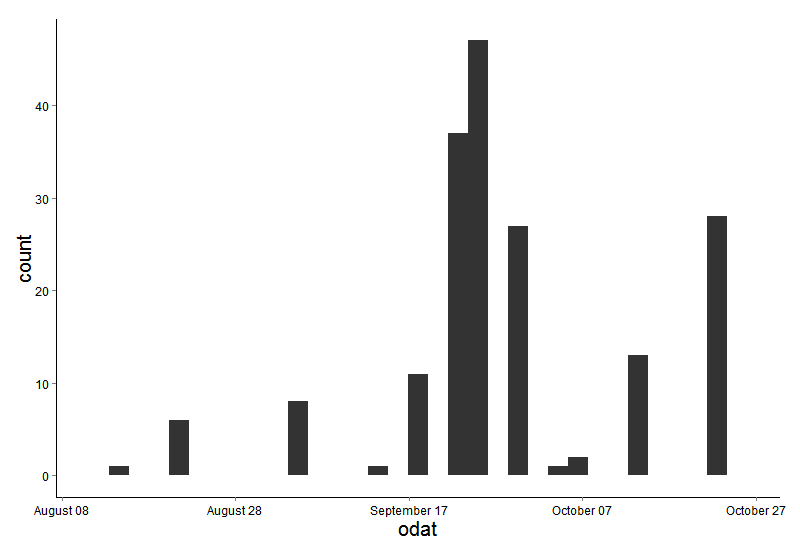 count
40
30
20
10
0
August 08
August 28
September 17
October 07
October 27
odat